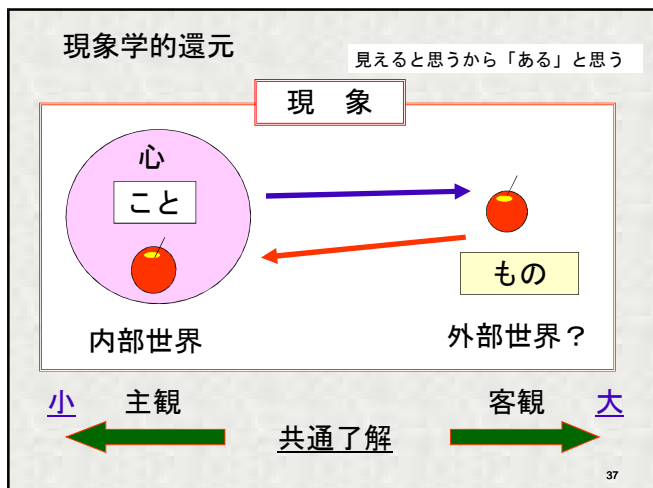 現象学的還元
見えると思うから「ある」と思う
現 象
心
こと
もの
内部世界
外部世界？
小 主観 客観 大
共通了解
37